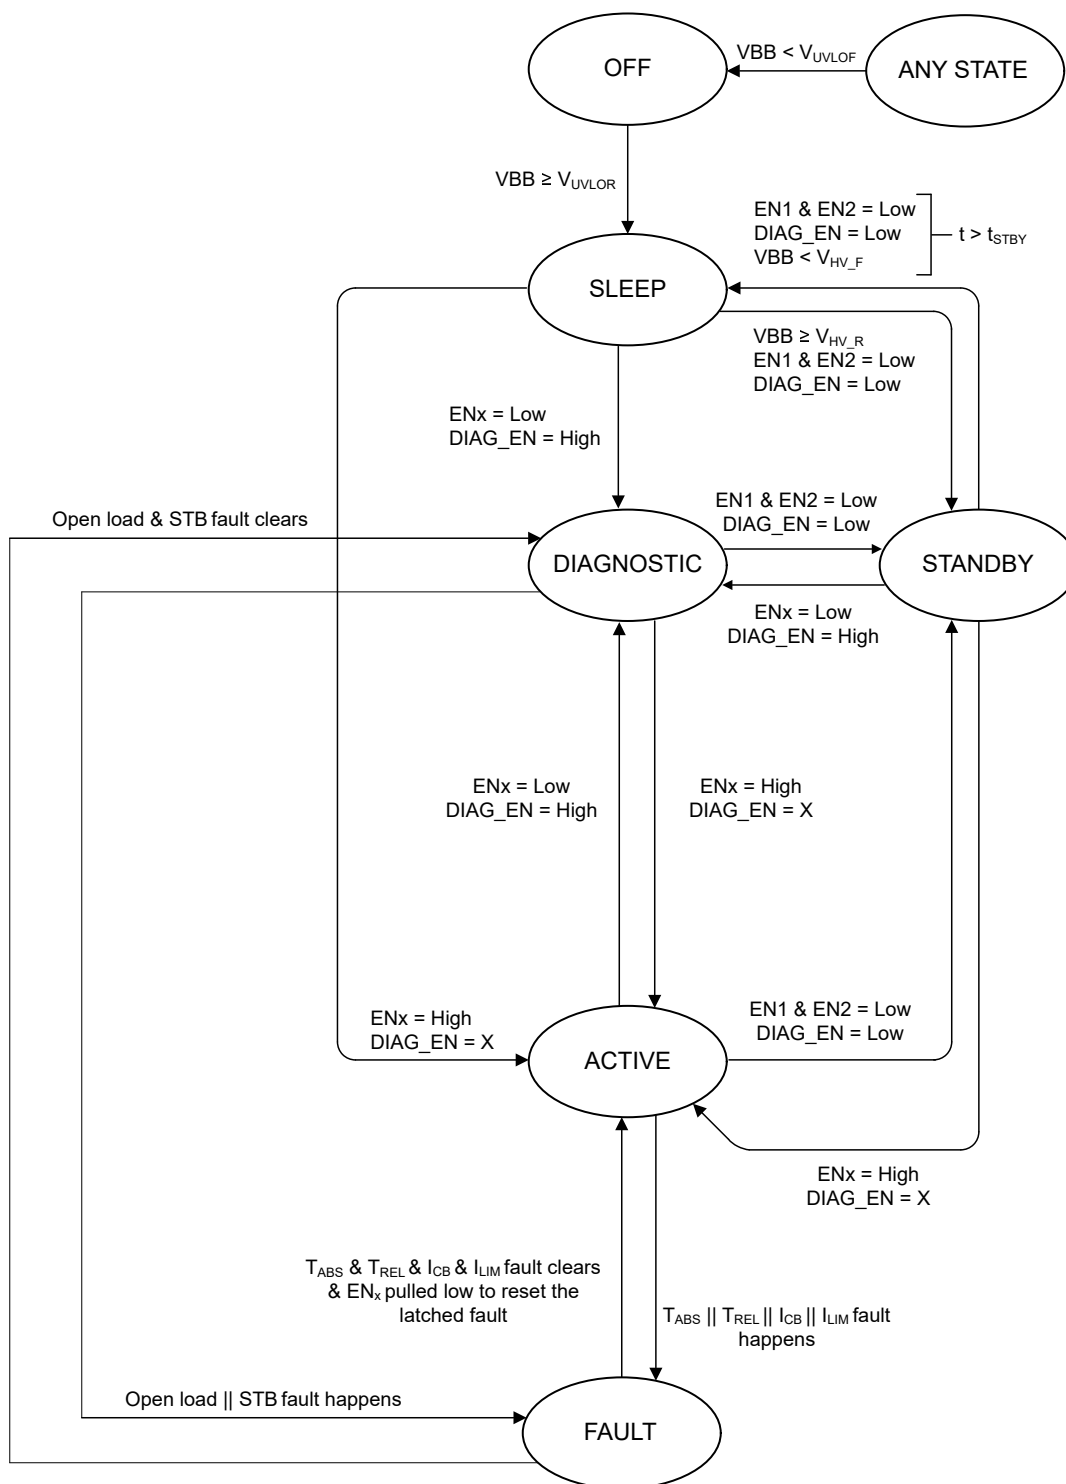 OFF
VBB < VUVLOF
ANY STATE
VBB ≥ VUVLOR
EN1 & EN2 = Low
DIAG_EN = Low
VBB < VHV_F
t > tSTBY
SLEEP
VBB ≥ VHV_R
EN1 & EN2 = Low
DIAG_EN = Low
ENx = Low
DIAG_EN = High
Open load & STB fault clears
EN1 & EN2 = Low
DIAG_EN = Low
DIAGNOSTIC
STANDBY
ENx = Low
DIAG_EN = High
ENx = Low
DIAG_EN = High
ENx = High
DIAG_EN = X
ENx = High
DIAG_EN = X
EN1 & EN2 = Low
DIAG_EN = Low
ACTIVE
ENx = High
DIAG_EN = X
TABS & TREL & ICB & ILIM fault clears
& ENx pulled low to reset the
latched fault
TABS || TREL || ICB || ILIM fault
happens
Open load || STB fault happens
FAULT